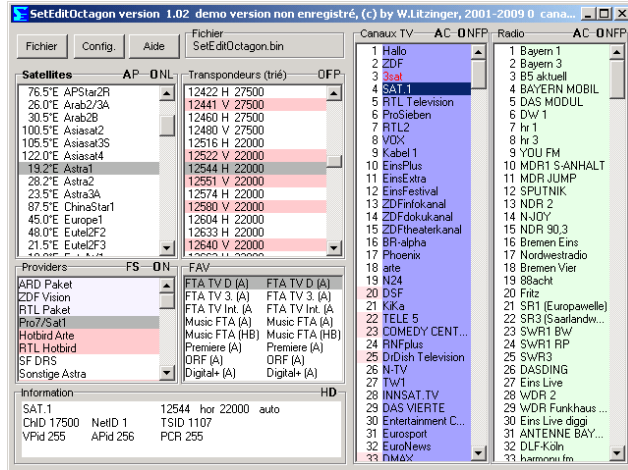 SetEditOctagon version 1.02 demo version non enregistré, (c) by W.Litzinger, 2001-2009 0 cana...
Fichier
Config.
Aide
Fichier
SetEditOctagon.bin
Satellites AP ONL
76.5°E APStar2R
26.0°E Arab2/3A
30.5°E Arab2B
100.5°E Asiasat2
105.5°E Asiasat3S
122.0°E Asiasat4
19.2°E Astra1
28.2°E Astra2
23.5°E Astra3A
87.5°E ChinaStar1
45.0°E Europe1
48.0°E Eutel2F2
21.5°E Eutel2F3
Transpondeurs (trié) OFP
12422 H 27500
12441 V 27500
12460 H 27500
12480 V 27500
12516 H 22000
12522 V 22000
12544 H 22000
12551 V 22000
12574 H 22000
12580 V 22000
12604 H 22000
12633 H 22000
12640 V 22000
Providers FS ON
ARD Paket
ZDF Vision
RTL Paket
Pro7/Sat1
Hotbird Arte
RTL Hotbird
SF DRS
Sonstige Astra
FAV
FTA TV D (A) FTA TV D (A)
FTA TV 3. (A) FTA TV 3. (A)
FTA TV Int. (A FTA TV Int. (A
Music FTA (A) Music FTA (A)
Music FTA (HB) Music FTA (HB)
Premiere (A) Premiere (A)
ORF (A) ORF (A)
Digital+ (A) Digital+ (A)
Information HD
SAT.1 12544 hor 22000 auto
ChID 17500 NetID 1 TSID 1107
VPid 255 APid 256 PCR 255
Canaux TV AC ONFP
1 Hallo
2 ZDF
3 3sat
4 SAT.1
5 RTL Television
6 ProSieben
7 RTL2
8 VOX
9 Kabel 1
10 EinsPlus
11 EinsExtra
12 EinsFestival
13 ZDFinfokanal
14 ZDFdokukanal
15 ZDFtheaterkanal
16 BR-alpha
17 Phoenix
18 arte
19 N24
20 DSF
21 KiKa
22 TELE 5
23 COMEDY CENT...
24 RNFplus
25 DrDish Television
26 N-TV
27 TW1
28 INNSAT.TV
29 DAS VIERTE
30 Entertainment C...
31 Eurosport
32 EuroNews
33 DMAX
Radio AC ONFP
1 Bayern 1
2 Bayern 3
3 B5 aktuell
4 BAYERN MOBIL
5 DAS MODUL
6 DW 1
7 hr 1
8 hr 3
9 YOU FM
10 MDR1 S-ANHALT
11 MDR JUMP
12 SPUTNIK
13 NDR 2
14 N-JOY
15 NDR 90,3
16 Bremen Eins
17 Nordwestradio
18 Bremen Vier
19 88acht
20 Fritz
21 SR1 (Europawelle)
22 SR3 (Saarlandw...
23 SWR1 BW
24 SWR1 RP
25 SWR3
26 DASDING
27 Eins Live
28 WDR 2
29 WDR Funkhaus ...
30 Eins Live diggi
31 ANTENNE BAY...
32 DLF-Köln
33 harmony fm